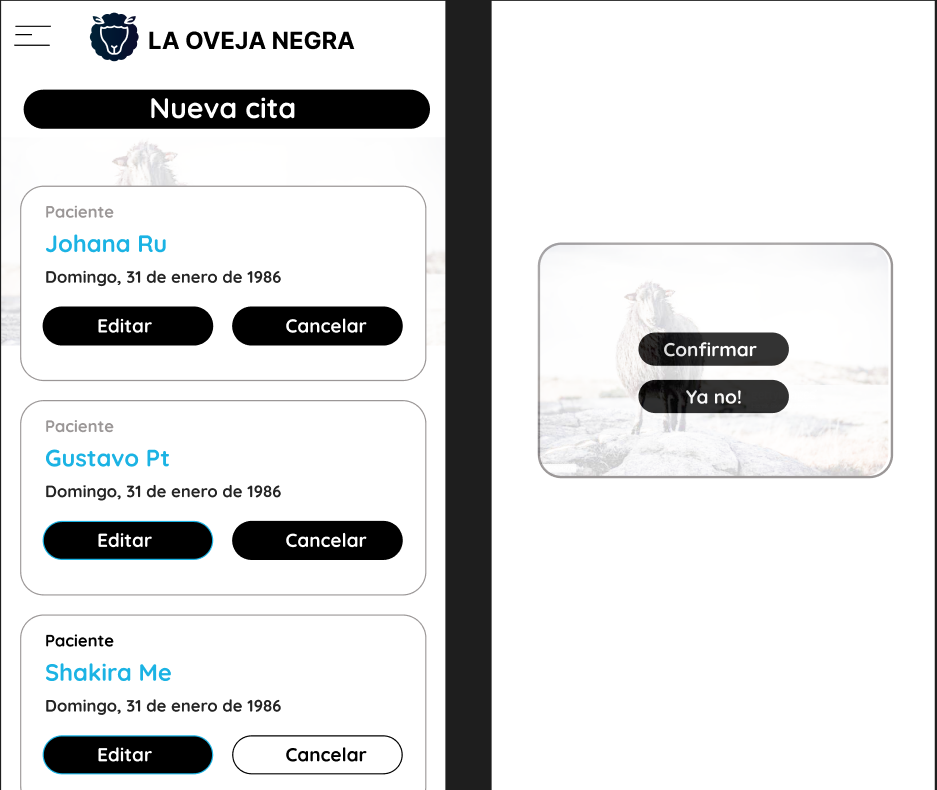 LA OVEJA NEGRA
Nueva cita
Paciente
Johana Ru
Domingo, 31 de enero de 1986
Editar
Cancelar
Paciente
Gustavo Pt
Domingo, 31 de enero de 1986
Editar
Cancelar
Paciente
Shakira Me
Domingo, 31 de enero de 1986
Editar
Cancelar
Confirmar
Ya no!